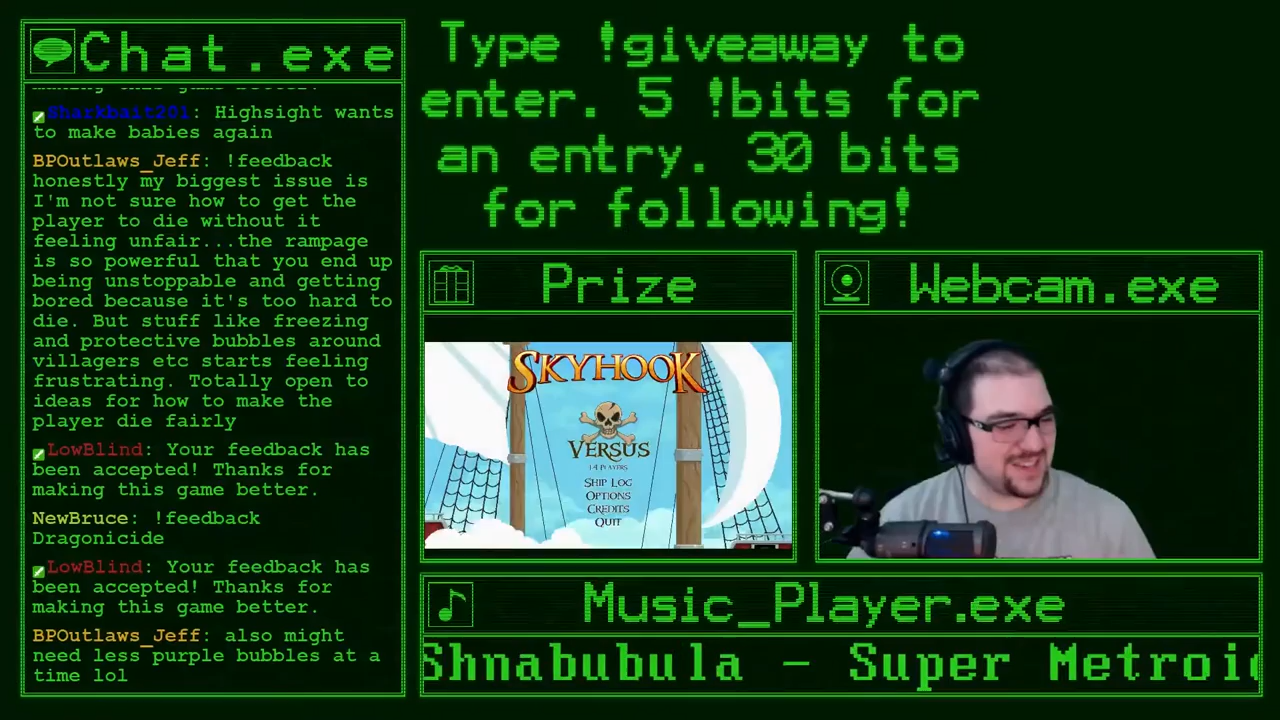 Chat.exe
Sharkbait201: Highsight wants
to make babies again
BPOutlaws_Jeff: !feedback
honestly my biggest issue is
I'm not sure how to get the
player to die without it
feeling unfair...the rampage
is so powerful that you end up
being unstoppable and getting
bored because it's too hard to
die. But stuff like freezing
and protective bubbles around
villagers etc starts feeling
frustrating. Totally open to
ideas for how to make the
player die fairly
LowBlind: Your feedback has
been accepted! Thanks for
making this game better.
NewBruce: !feedback
Dragonicide
LowBlind: Your feedback has
been accepted! Thanks for
making this game better.
BPOutlaws_Jeff: also might
need less purple bubbles at a
time lol
Type !giveaway to
enter. 5 !bits for
an entry. 30 bits
for following!
Prize
SKYHOOK
VERSUS
1-4 PLAYERS
SHIP LOG
OPTIONS
CREDITS
QUIT
Webcam.exe
Music_Player.exe
Shnabubula - Super Metroid